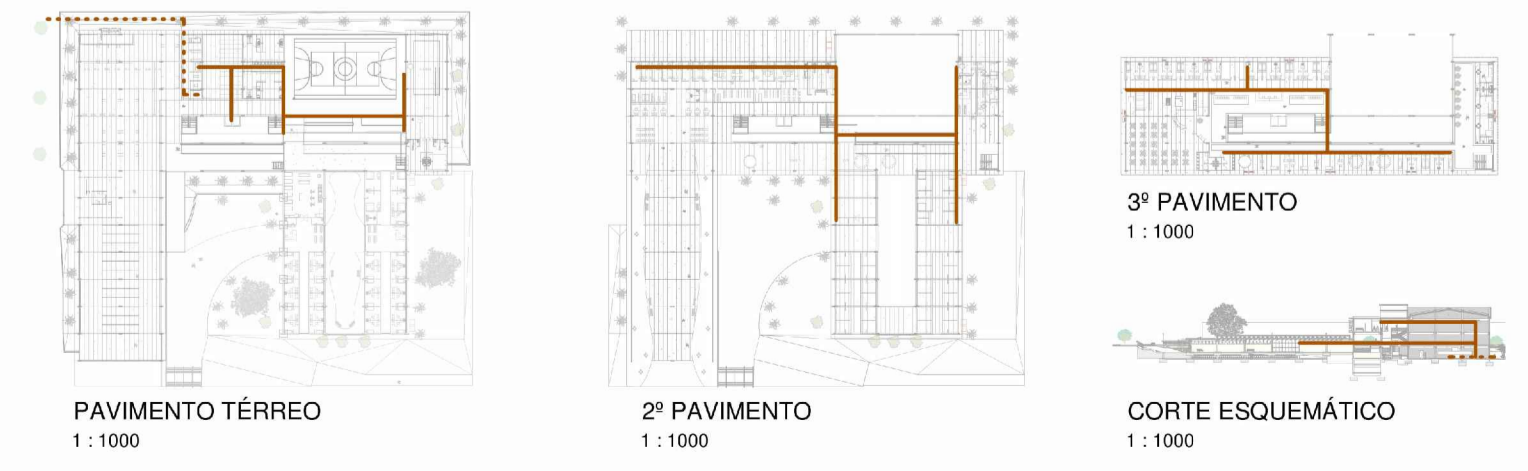 PAVIMENTO TÉRREO
1 : 1000
2º PAVIMENTO
1 : 1000
3º PAVIMENTO
1 : 1000
CORTE ESQUEMÁTICO
1 : 1000